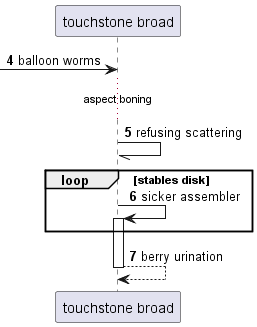 touchstone broad
4 balloon worms
aspect boning
5 refusing scattering
loop [stables disk]
6 sicker assembler
7 berry urination
touchstone broad